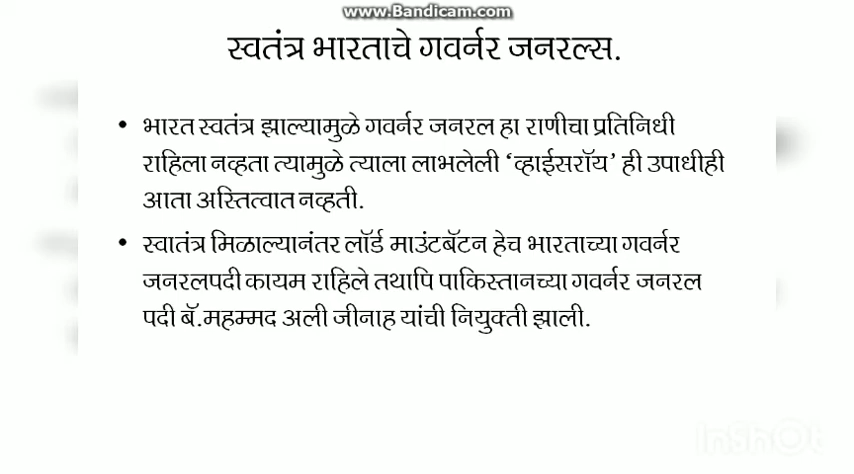 www.Bandicam.com
स्वतंत्र भारताचे गवर्नर जनरल्स.
• भारत स्वतंत्र झाल्यामुळे गवर्नर जनरल हा राणीचा प्रतिनिधी
राहिला नव्हता त्यामुळे त्याला लाभलेली ‘व्हाईसरॉय’ ही उपाधीही
आता अस्तित्वात नव्हती.
• स्वातंत्र मिळाल्यानंतर लॉर्ड माउंटबॅटन हेच भारताच्या गवर्नर
जनरलपदी कायम राहिले तथापि पाकिस्तानच्या गवर्नर जनरल
पदी बॅ.महम्मद अली जीनाह यांची नियुक्ती झाली.
inshot